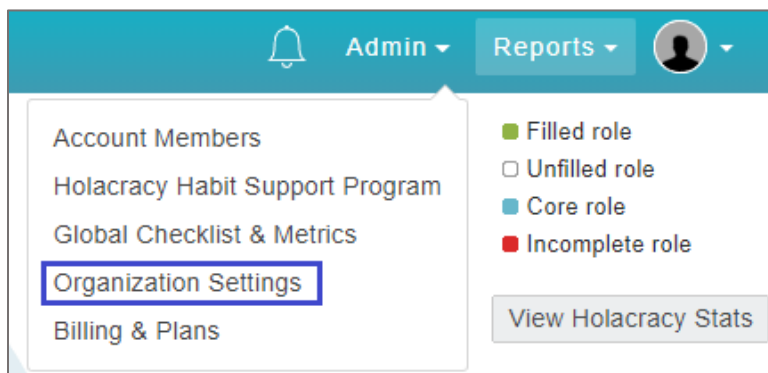 Admin
Reports
Account Members
Holacracy Habit Support Program
Global Checklist & Metrics
Organization Settings
Billing & Plans
Filled role
Unfilled role
Core role
Incomplete role
View Holacracy Stats